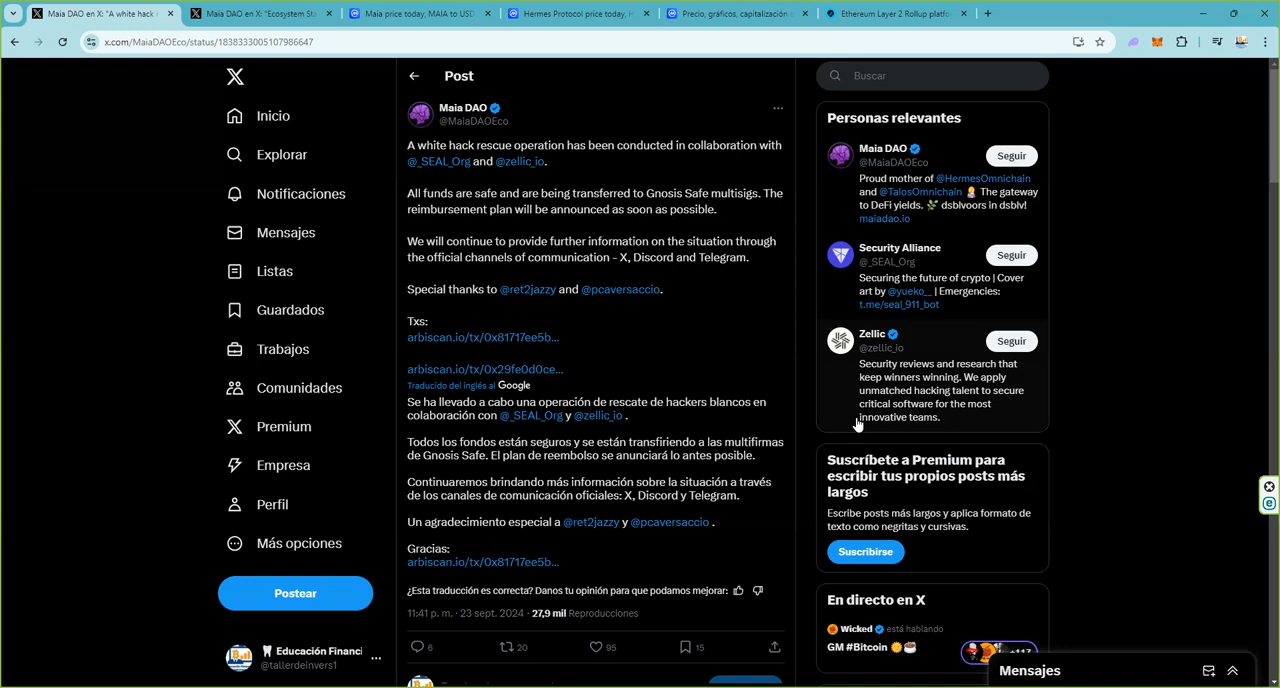 Maia DAO en X: "A white hack
Maia DAO en X: "Ecosystem St
Maia price today, MAIA to USD
Hermes Protocol price today, H
Precio, gráficos, capitalización
Ethereum Layer 2 Rollup platfo
x.com/MaiaDAOEco/status/1838333005107986647
Inicio
Explorar
Notificaciones
Mensajes
Listas
Guardados
Trabajos
Comunidades
Premium
Empresa
Perfil
Más opciones
Postear
Educación Financi
@tallerdeinvers1
Post
Maia DAO
@MaiaDAOEco
A white hack rescue operation has been conducted in collaboration with
@_SEAL_Org and @zellic_io.
All funds are safe and are being transferred to Gnosis Safe multisigs. The
reimbursement plan will be announced as soon as possible.
We will continue to provide further information on the situation through
the official channels of communication - X, Discord and Telegram.
Special thanks to @ret2jazzy and @pcaversaccio.
Txs:
arbiscan.io/tx/0x81717ee5b...
arbiscan.io/tx/0x29fe0d0ce...
Traducido del inglés al Google
Se ha llevado a cabo una operación de rescate de hackers blancos en
colaboración con @_SEAL_Org y @zellic_io .
Todos los fondos están seguros y se están transfiriendo a las multifirmas
de Gnosis Safe. El plan de reembolso se anunciará lo antes posible.
Continuaremos brindando más información sobre la situación a través
de los canales de comunicación oficiales: X, Discord y Telegram.
Un agradecimiento especial a @ret2jazzy y @pcaversaccio .
Gracias:
arbiscan.io/tx/0x81717ee5b...
¿Esta traducción es correcta? Danos tu opinión para que podamos mejorar:
11:41 p. m. · 23 sept. 2024 · 27,9 mil Reproducciones
6 20 95 15
Buscar
Personas relevantes
Maia DAO
@MaiaDAOEco
Seguir
Proud mother of @HermesOmnichain
and @TalosOmnichain The gateway
to DeFi yields. dsblvoors in dsblv!
maiadao.io
Security Alliance
@_SEAL_Org
Seguir
Securing the future of crypto | Cover
art by @yueko__ | Emergencies:
t.me/seal_911_bot
Zellic
@zellic_io
Seguir
Security reviews and research that
keep winners winning. We apply
unmatched hacking talent to secure
critical software for the most
innovative teams.
Suscríbete a Premium para
escribir tus propios posts más
largos
Escribe posts más largos y aplica formato de
texto como negritas y cursivas.
Suscribirse
En directo en X
Wicked está hablando
GM #Bitcoin
Mensajes